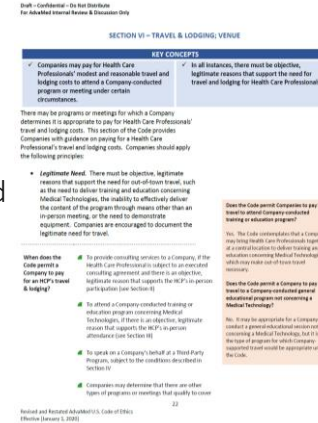 Draft – Confidential – Do Not Distribute
For AdvaMed Internal Review & Discussion Only
SECTION VI – TRAVEL & LODGING; VENUE
KEY CONCEPTS
✓ Companies may pay for Health Care
Professionals' modest and reasonable travel and
lodging costs to attend a Company-conducted
program or meeting under certain
circumstances.
✓ In all instances, there must be objective,
legitimate reasons that support the need for
travel and lodging for Health Care Professional
There may be programs or meetings for which a Company
determines it is appropriate to pay for Health Care Professionals'
travel and lodging costs. This section of the Code provides
Companies with guidance on paying for a Health Care
Professional's travel and lodging costs. Companies should apply
the following principles:
• Legitimate Need. There must be objective, legitimate
reasons that support the need for out-of-town travel, such
as the need to deliver training and education concerning
Medical Technologies, the inability to effectively deliver
the content of the program through means other than an
in-person meeting, or the need to demonstrate
equipment. Companies are encouraged to document the
legitimate need for travel.
When does the
Code permit a
Company to pay
for an HCP's travel
& lodging?
To provide consulting services to a Company, if the
Health Care Professional is subject to an executed
consulting agreement and there is an objective,
legitimate reason that supports the HCP's in-person
participation (see Section III)
To attend a Company-conducted training or
education program concerning Medical
Technologies, if there is an objective, legitimate
reason that supports the HCP's in-person
attendance (see Section III)
To speak on a Company's behalf at a Third-Party
Program, subject to the conditions described in
Section IV
Companies may determine that there are other
types of programs or meetings that qualify to cover
Does the Code permit Companies to pay
travel to attend Company-conducted
training or education program?
Yes. The Code contemplates that a Comp
may bring Health Care Professionals toget
at a central location to deliver training an
education concerning Medical Technologi
which may make out-of-town travel
necessary.
Does the Code permit a Company to pay
travel to a Company-conducted general
educational program not concerning a
Medical Technology?
No. It may be appropriate for a Company
conduct a general educational session not
concerning a Medical Technology, but it is
the type of program for which Company
supported travel would be appropriate un
the Code.
22
Revised and Restated AdvaMed U.S. Code of Ethics
Effective [January 1, 2020]